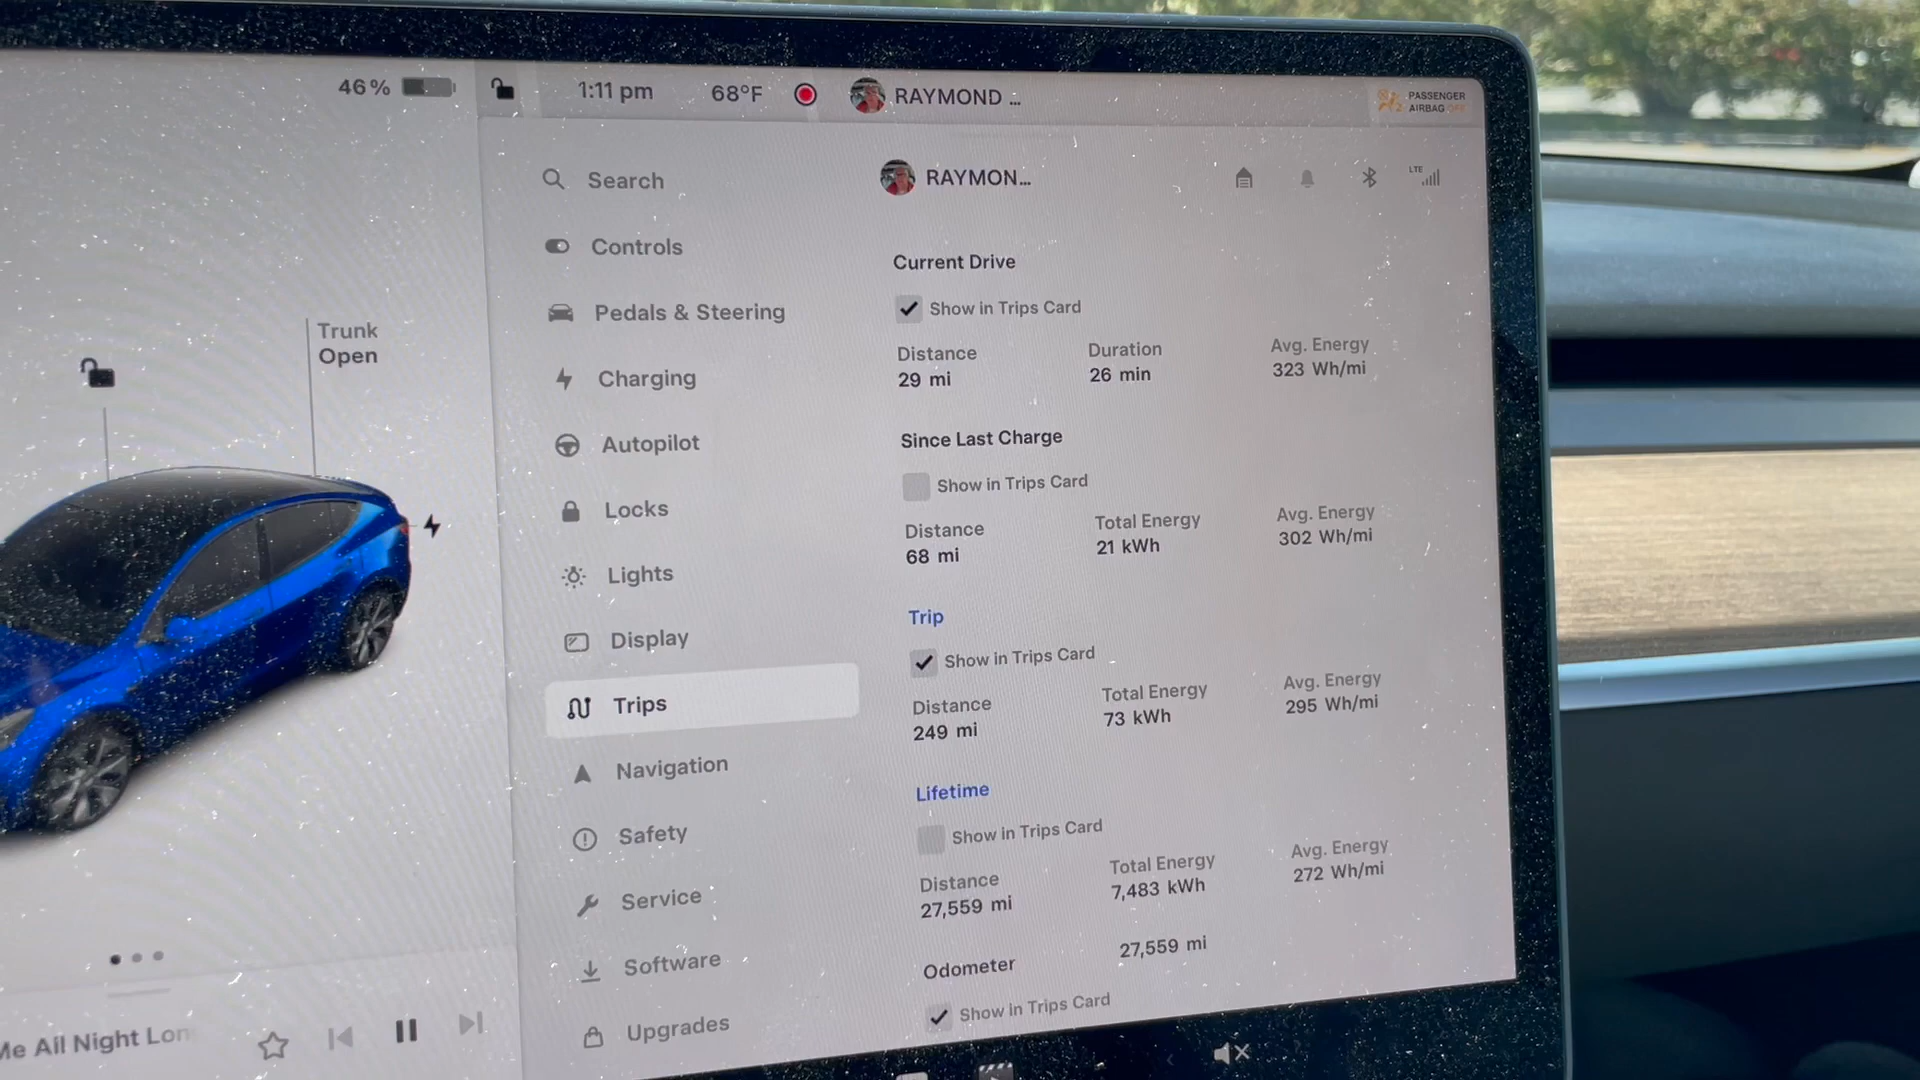 46%
1:11 pm
68°F
RAYMOND ...
PASSENGER
AIRBAG OFF
Trunk
Open
Search
Controls
Pedals & Steering
Charging
Autopilot
Locks
Lights
Display
Trips
Navigation
Safety
Service
Software
Upgrades
RAYMON...
LTE
Current Drive
Show in Trips Card
Distance
29 mi
Duration
26 min
Avg. Energy
323 Wh/mi
Since Last Charge
Show in Trips Card
Distance
68 mi
Total Energy
21 kWh
Avg. Energy
302 Wh/mi
Trip
Show in Trips Card
Distance
249 mi
Total Energy
73 kWh
Avg. Energy
295 Wh/mi
Lifetime
Show in Trips Card
Distance
27,559 mi
Total Energy
7,483 kWh
Avg. Energy
272 Wh/mi
Odometer
27,559 mi
Show in Trips Card
Me All Night Lon